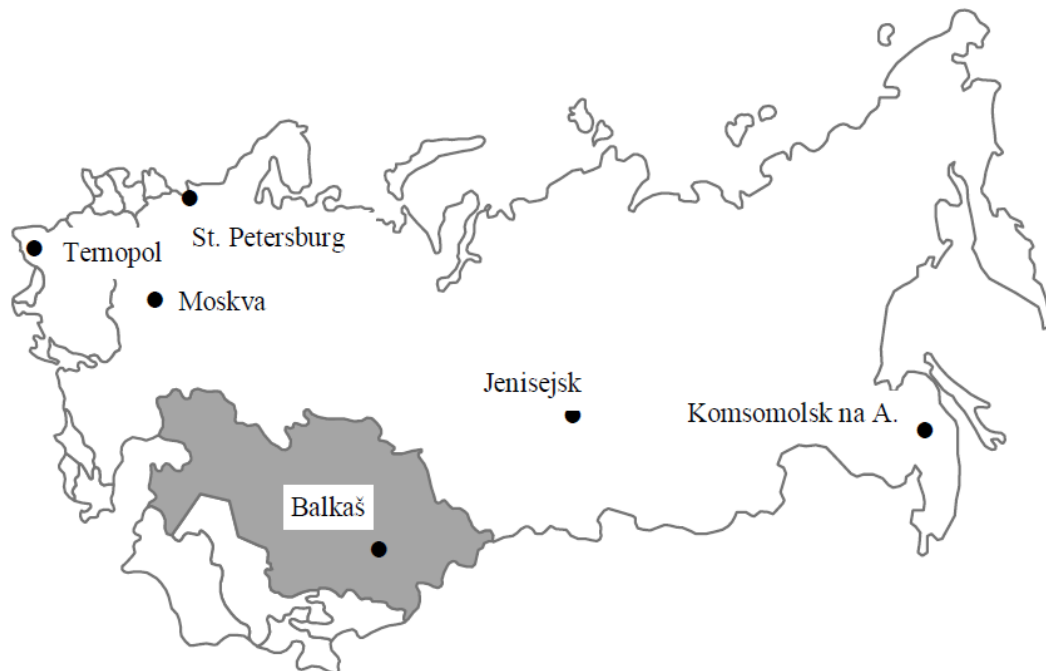 St. Petersburg
Ternopol
Moskva
Jenisejsk
Komsomolsk na A.
Balkaš